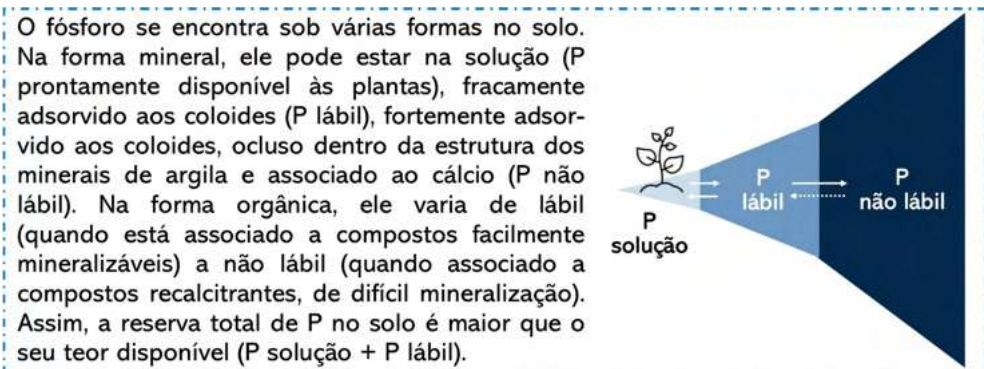 O fósforo se encontra sob várias formas no solo.
Na forma mineral, ele pode estar na solução (P
prontamente disponível às plantas), fracamente
adsorvido aos coloides (P lábil), fortemente adsor-
vido aos coloides, ocluso dentro da estrutura dos
minerais de argila e associado ao cálcio (P não
lábil). Na forma orgânica, ele varia de lábil
(quando está associado a compostos facilmente
mineralizáveis) a não lábil (quando associado a
compostos recalcitrantes, de difícil mineralização).
Assim, a reserva total de P no solo é maior que o
seu teor disponível (P solução + P lábil).
P
solução
P
lábil
P
não lábil